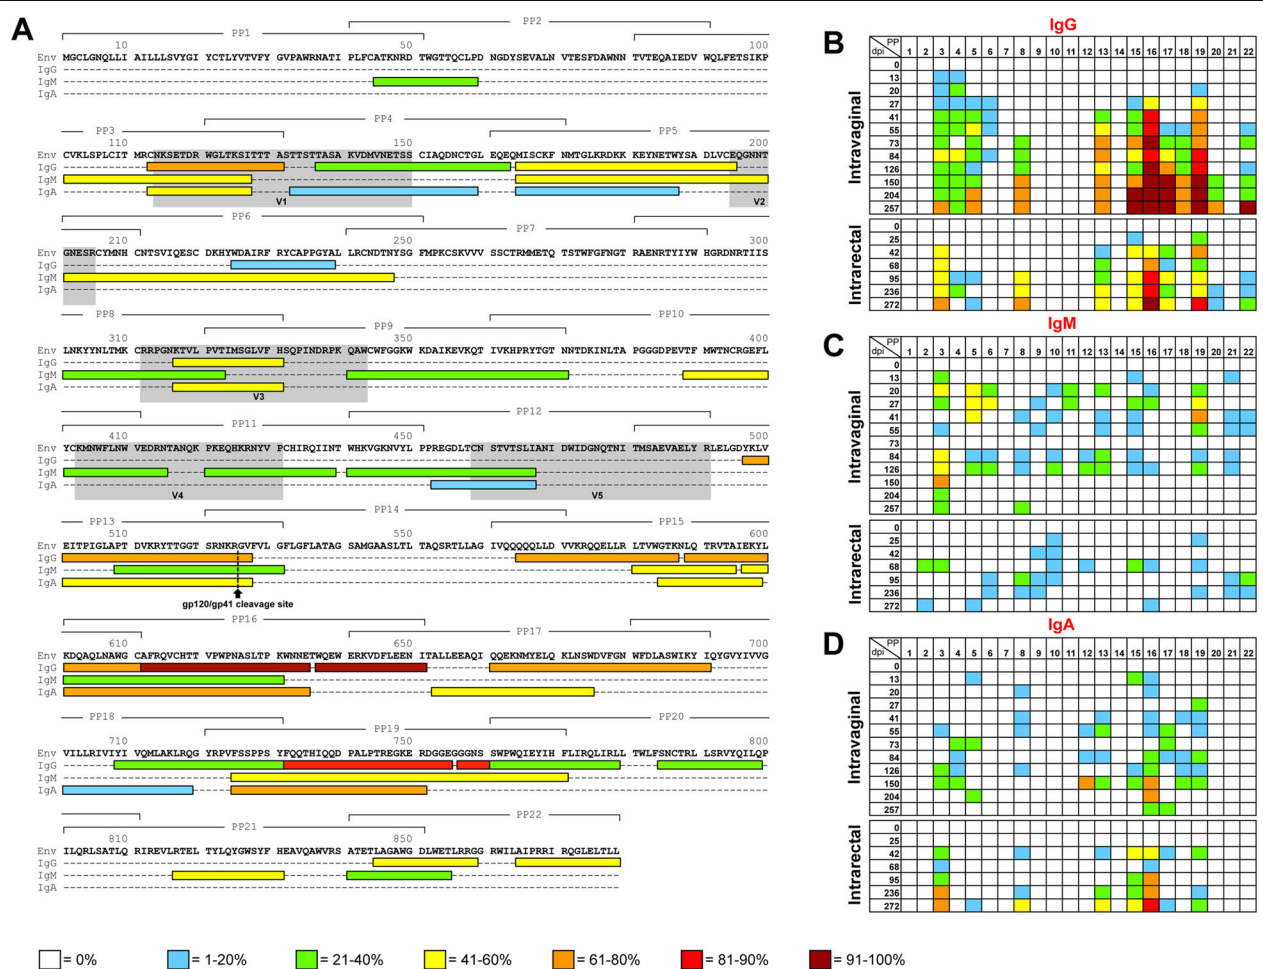 A
PP1 PP2
10 50 100
Env MGCLGNQLLI AILLLSVYGI YCTLYVTVFY GVPAWRNATI PLFCATKNRD TWGTTQCLPD NGDYSEVALN VTESFDAWNN TVTEQAIEDV WQLFETSIKP
IgG
IgM
IgA
PP3 PP4 PP5
110 150 200
Env CVKLSPLCIT MRCNKSETDR WGLTKSITTT ASTTSTTASA KVDMVNETSS CIAQDNCTGL EQEQMISCKF NMTGLKRDKK KEYNETWYSA DLVCEQGNNT
IgG
IgM
IgA
V1 V2
PP6 PP7
210 250 300
Env GNESRCYMNH CNTSVIQESC DKHYWDAIRF RYCAPPGYAL LRCNDTNYSG FMPKCSKVVV SSCTRMMETQ TSTWFGFNGT RAENRTYIYW HGRDNRTIIS
IgG
IgM
IgA
PP8 PP9 PP10
310 350 400
Env LNKYYNLTMK CRRPGNKTVL PVTIMSGLVF HSQPINDRPK QAWCWFGGKW KDAIKEVKQT IVKHPRYTGT NNTDKINLTA PGGGDPEVTF MWTNCRGEFL
IgG
IgM
IgA
V3
PP11 PP12
410 450 500
Env YCKMNWFLNW VEDRNTANQK PKEQHKRNYV PCHIRQIINT WHKVGKNVYL PPREGDLTCN STVTSLIANI DWIDGNQTNI TMSAEVAELY RLELGDYKLV
IgG
IgM
IgA
V4 V5
PP13 PP14 PP15
510 550 600
Env EITPIGLAPT DVKRYTTGGT SRNKRGVFVL GFLGFLATAG SAMGAASLTL TAQSRTLLAG IVQQQQQLLD VVKRQQELLR LTVWGTKNLQ TRVTAIEKYL
IgG
IgM
IgA
gp120/gp41 cleavage site
PP16 PP17
610 650 700
Env KDQAQLNAWG CAFRQVCHTT VPWPNASLTP KWNNETWQEW ERKVDFLEEN ITALLEEAQI QQEKNMYELQ KLNSWDVFGN WFDLASWIKY IQYGVYIVVG
IgG
IgM
IgA
PP18 PP19 PP20
710 750 800
Env VILLRIVIYI VQMLAKLRQG YRPVFSSPPS YFQQTHIQQD PALPTREGKE RDGGEGGGNS SWPWQIEYIH FLIRQLIRLL TWLFSNCRTL LSRVYQILQP
IgG
IgM
IgA
PP21 PP22
810 850
Env ILQRLSATLQ RIREVLRTEL TYLQYGWSYF HEAVQAWVRS ATETLAGAWG DLWETLRRGG RWILAIPRRI RQGLELTLL
IgG
IgM
IgA
B
IgG
PP
dpi
1 2 3 4 5 6 7 8 9 10 11 12 13 14 15 16 17 18 19 20 21 22
Intravaginal
0
13
20
27
41
55
73
84
126
150
204
257
Intrarectal
0
25
42
68
95
236
272
C
IgM
PP
dpi
1 2 3 4 5 6 7 8 9 10 11 12 13 14 15 16 17 18 19 20 21 22
Intravaginal
0
13
20
27
41
55
73
84
126
150
204
257
Intrarectal
0
25
42
68
95
236
272
D
IgA
PP
dpi
1 2 3 4 5 6 7 8 9 10 11 12 13 14 15 16 17 18 19 20 21 22
Intravaginal
0
13
20
27
41
55
73
84
126
150
204
257
Intrarectal
0
25
42
68
95
236
272
= 0% = 1-20% = 21-40% = 41-60% = 61-80% = 81-90% = 91-100%